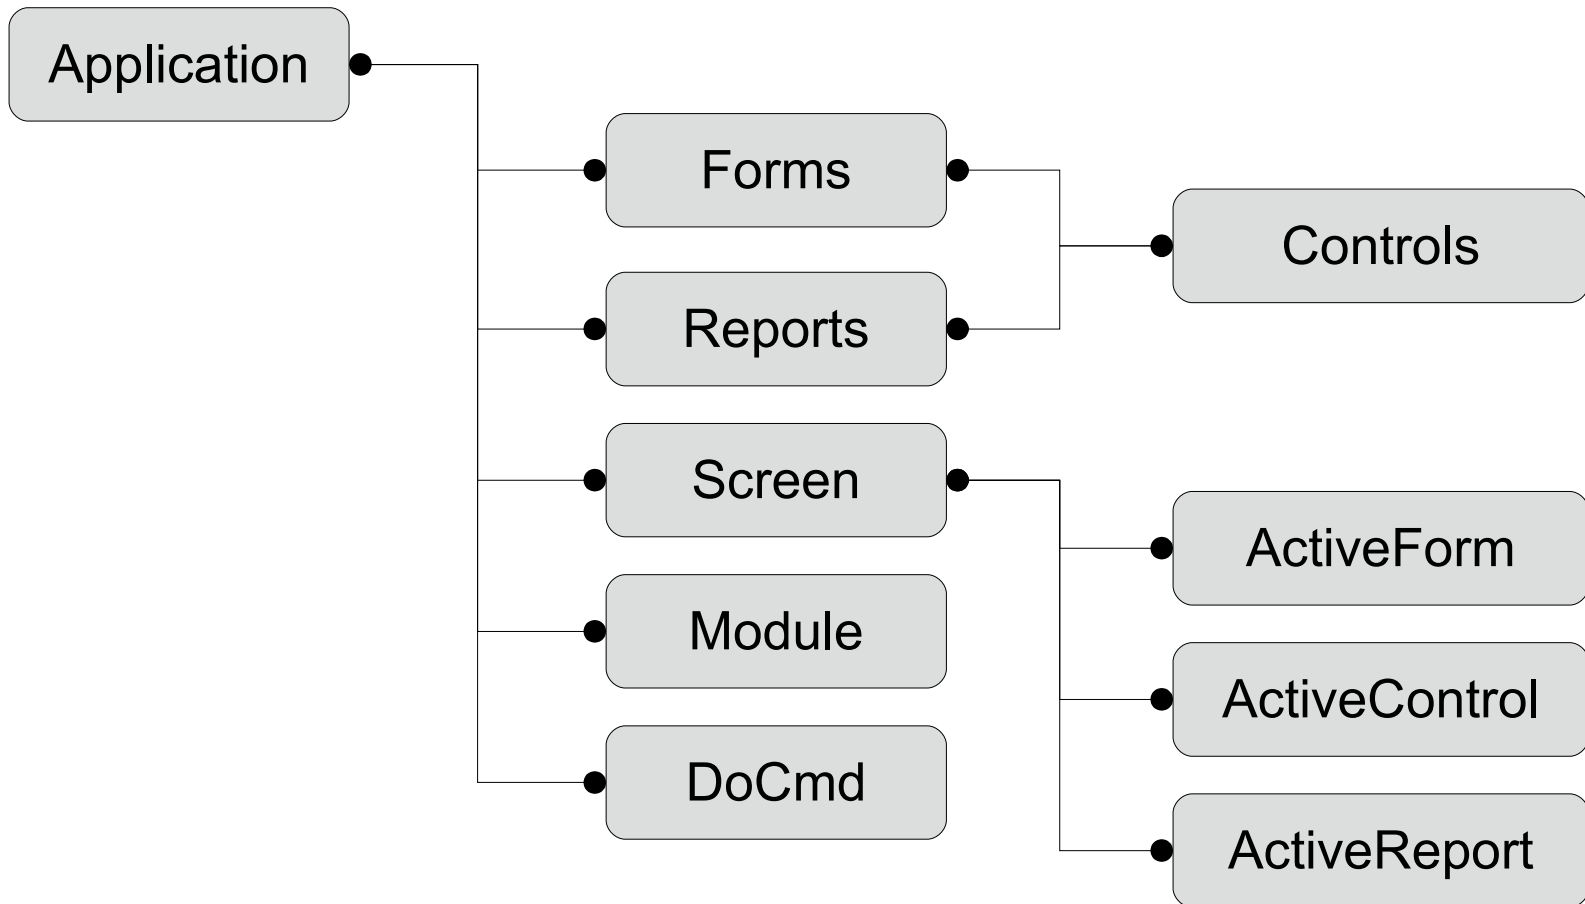 Application
Forms
Controls
Reports
Screen
ActiveForm
Module
ActiveControl
DoCmd
ActiveReport